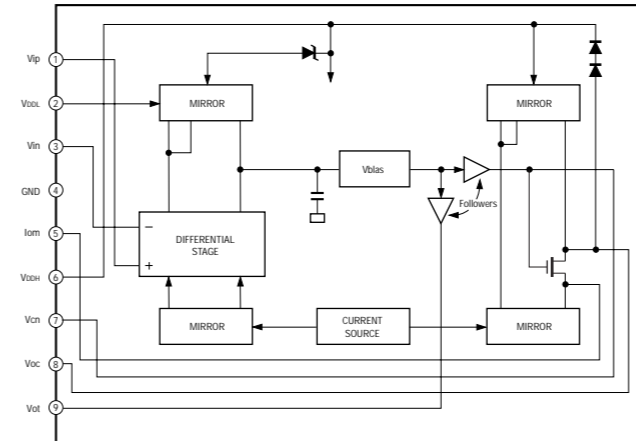 Vip 1
VDDL 2
Vin 3
GND 4
Iom 5
VDDH 6
Vcn 7
Voc 8
Vot 9
MIRROR
MIRROR
Vbias
Followers
− DIFFERENTIAL
+ STAGE
MIRROR
CURRENT
SOURCE
MIRROR